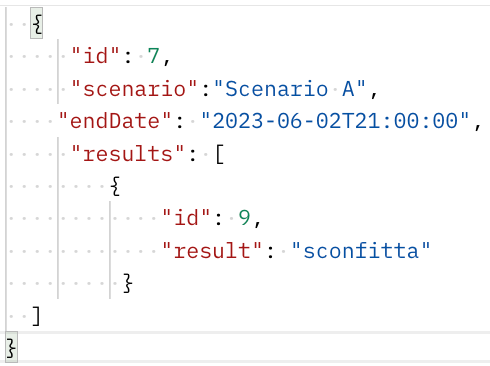 {
"id": 7,
"scenario":"Scenario A",
"endDate": "2023-06-02T21:00:00",
"results": [
{
"id": 9,
"result": "sconfitta"
}
]
}